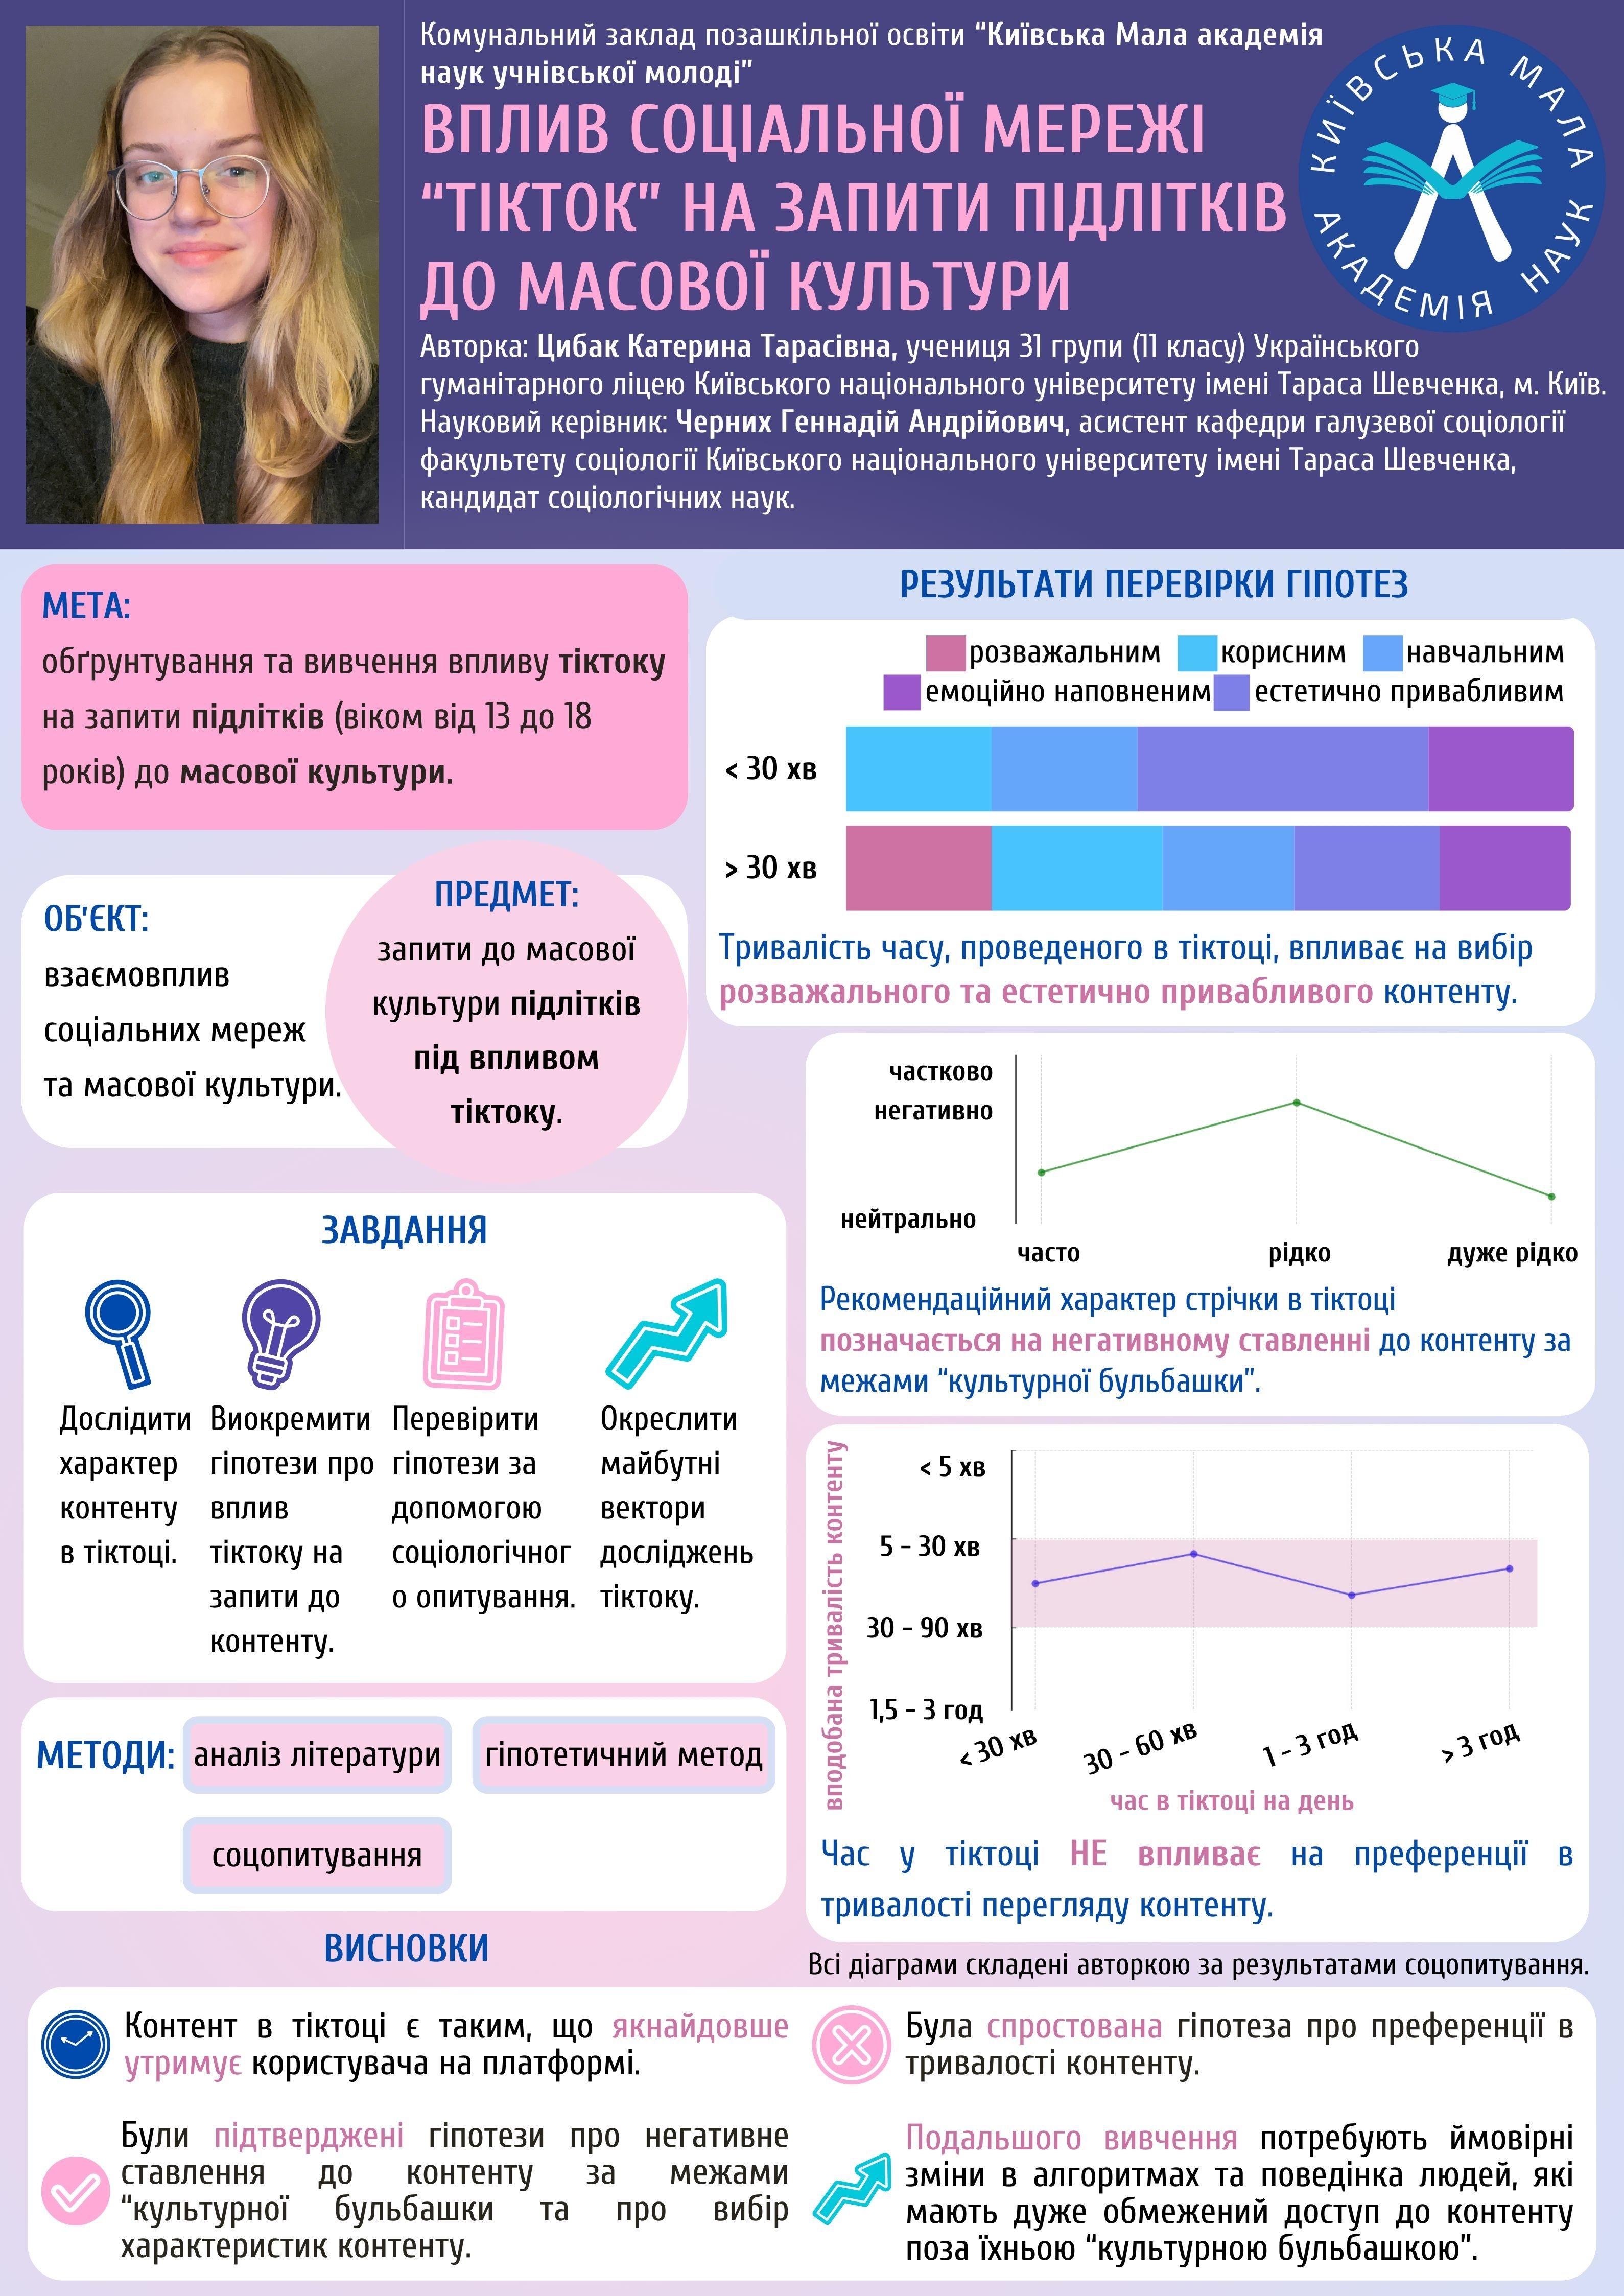 Комунальний заклад позашкільної освіти “Київська Мала академія
наук учнівської молоді”
ВПЛИВ СОЦІАЛЬНОЇ МЕРЕЖІ
“ТІКТОК” НА ЗАПИТИ ПІДЛІТКІВ
ДО МАСОВОЇ КУЛЬТУРИ
КИЇВСЬКА МАЛА АКАДЕМІЯ НАУК
Авторка: Цибак Катерина Тарасівна, учениця 31 групи (11 класу) Українського
гуманітарного ліцею Київського національного університету імені Тараса Шевченка, м. Київ.
Науковий керівник: Черних Геннадій Андрійович, асистент кафедри галузевої соціології
факультету соціології Київського національного університету імені Тараса Шевченка,
кандидат соціологічних наук.
МЕТА:
обґрунтування та вивчення впливу тіктоку
на запити підлітків (віком від 13 до 18
років) до масової культури.
ОБ’ЄКТ:
взаємовплив
соціальних мереж
та масової культури.
ПРЕДМЕТ:
запити до масової
культури підлітків
під впливом
тіктоку.
ЗАВДАННЯ
Дослідити
характер
контенту
в тіктоці.
Виокремити
гіпотези про
вплив
тіктоку на
запити до
контенту.
Перевірити
гіпотези за
допомогою
соціологічног
о опитування.
Окреслити
майбутні
вектори
досліджень
тіктоку.
МЕТОДИ:
аналіз літератури
гіпотетичний метод
соцопитування
РЕЗУЛЬТАТИ ПЕРЕВІРКИ ГІПОТЕЗ
розважальним корисним навчальним
емоційно наповненим естетично привабливим
< 30 хв
> 30 хв
Тривалість часу, проведеного в тіктоці, впливає на вибір
розважального та естетично привабливого контенту.
частково
негативно
нейтрально
часто рідко дуже рідко
Рекомендаційний характер стрічки в тіктоці
позначається на негативному ставленні до контенту за
межами “культурної бульбашки”.
вподобана тривалість контенту
< 5 хв
5 – 30 хв
30 – 90 хв
1,5 – 3 год
< 30 хв 30 – 60 хв 1 – 3 год > 3 год
час в тіктоці на день
Час у тіктоці НЕ впливає на преференції в
тривалості перегляду контенту.
Всі діаграми складені авторкою за результатами соцопитування.
ВИСНОВКИ
Контент в тіктоці є таким, що якнайдовше
утримує користувача на платформі.
Були підтверджені гіпотези про негативне
ставлення до контенту за межами
“культурної бульбашки та про вибір
характеристик контенту.
Була спростована гіпотеза про преференції в
тривалості контенту.
Подальшого вивчення потребують ймовірні
зміни в алгоритмах та поведінка людей, які
мають дуже обмежений доступ до контенту
поза їхньою “культурною бульбашкою”.